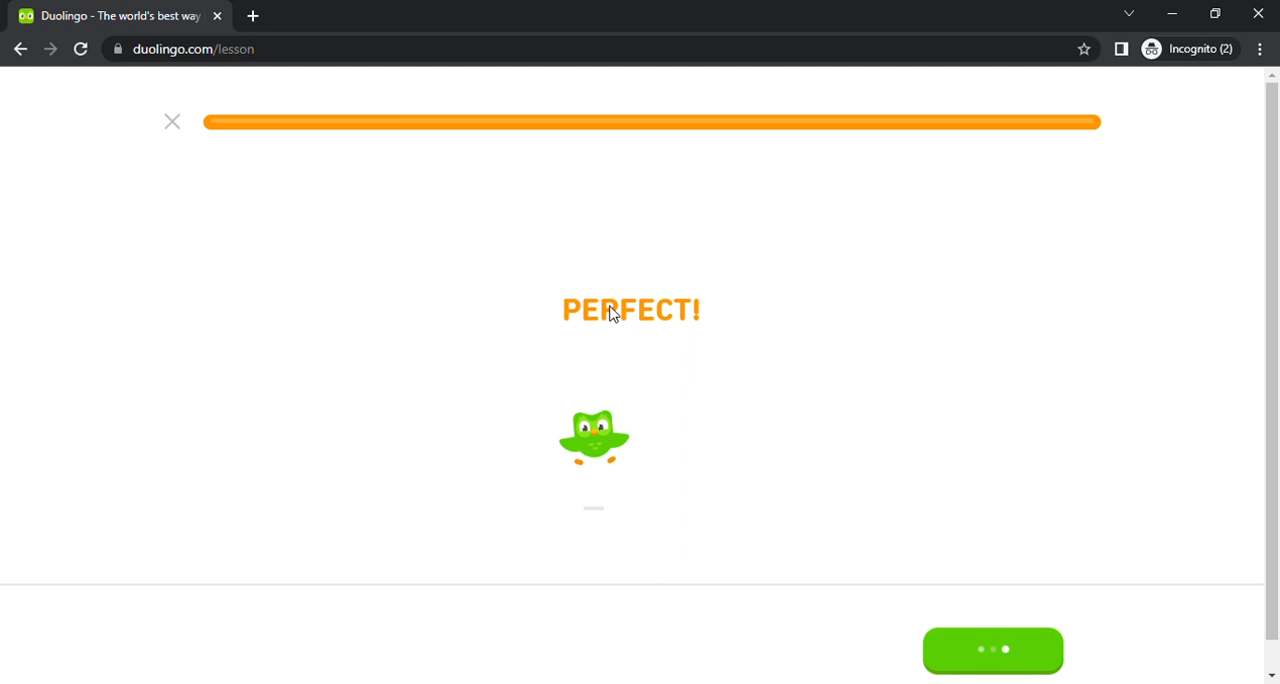 Duolingo - The world's best way
duolingo.com/lesson
Incognito (2)
PERFECT!